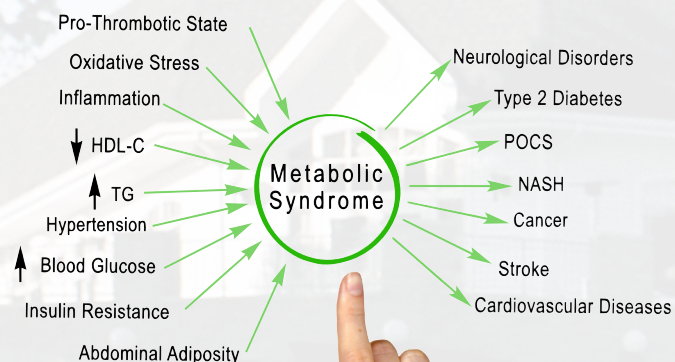 Pro-Thrombotic State
Oxidative Stress
Inflammation
HDL-C
TG
Hypertension
Blood Glucose
Insulin Resistance
Abdominal Adiposity
Metabolic
Syndrome
Neurological Disorders
Type 2 Diabetes
POCS
NASH
Cancer
Stroke
Cardiovascular Diseases